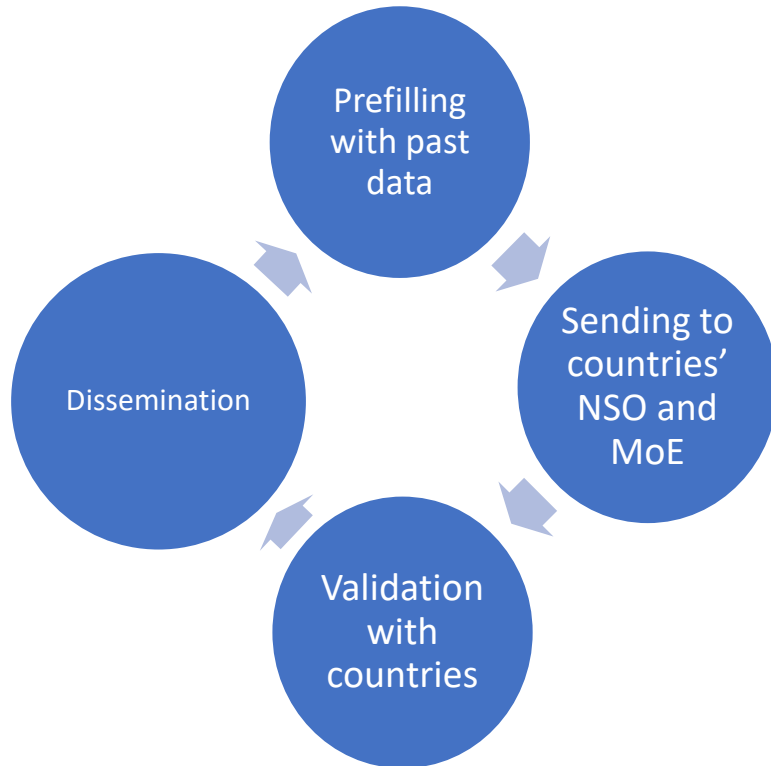 Prefilling
with past
data
Sending to
countries’
NSO and
MoE
Validation
with
countries
Dissemination